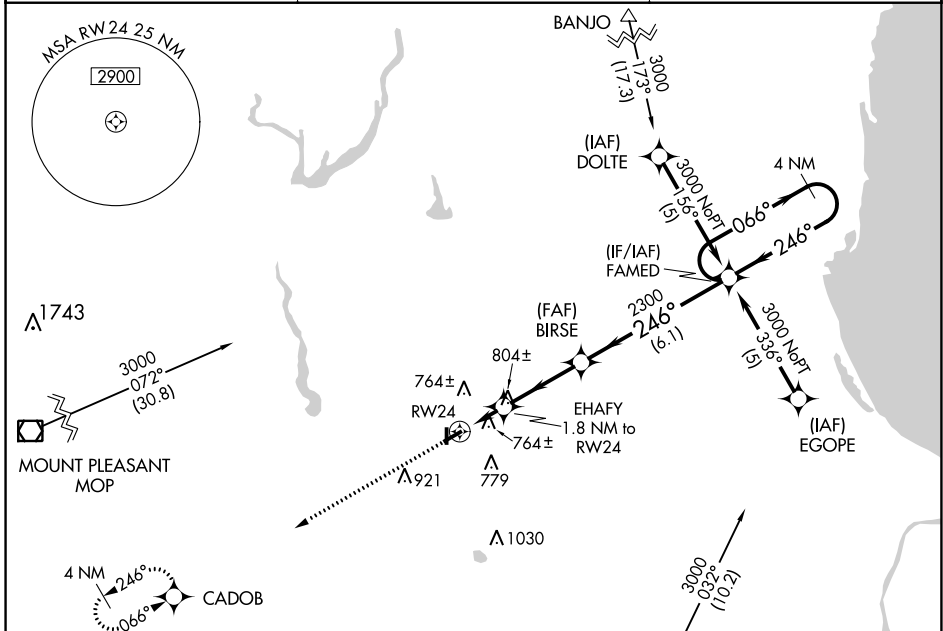 MSA RW24 25 NM
2900
BANJO
3000
173°
(17.3)
(IAF)
DOLTE
3000 NoPT
156°
(5)
4 NM
066°
246°
(IF/IAF)
FAMED
2300
246°
(6.1)
(FAF)
BIRSE
3000 NoPT
336°
(5)
(IAF)
EGOPE
1743
3000
072°
(30.8)
MOUNT PLEASANT
MOP
804±
764±
RW24
EHAFY
1.8 NM to
RW24
764±
921
779
1030
4 NM
246°
066°
CADOB
3000
032°
(10.2)